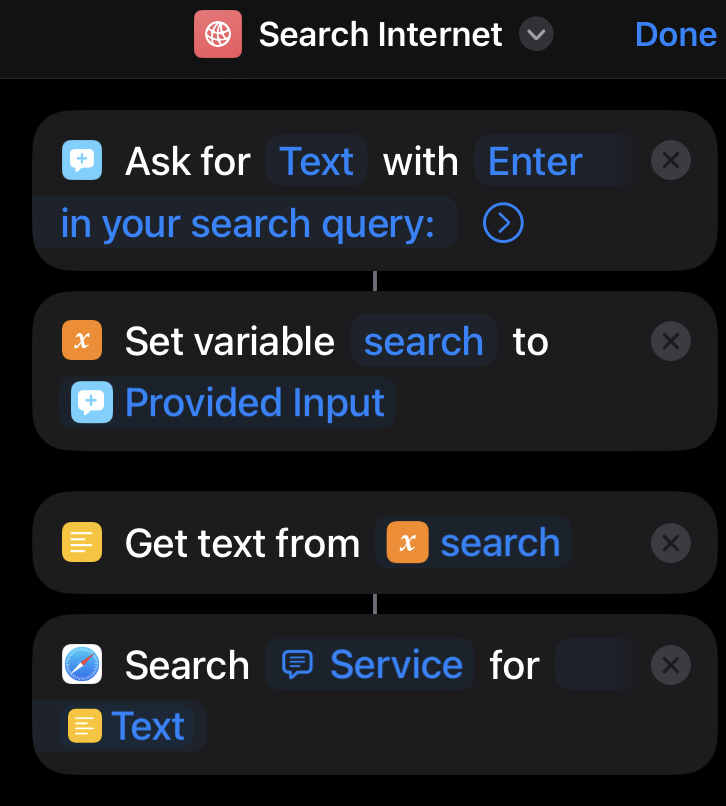 Search Internet Done
Ask for Text with Enter
in your search query:
x Set variable search to
Provided Input
Get text from x search
Search Service for
Text